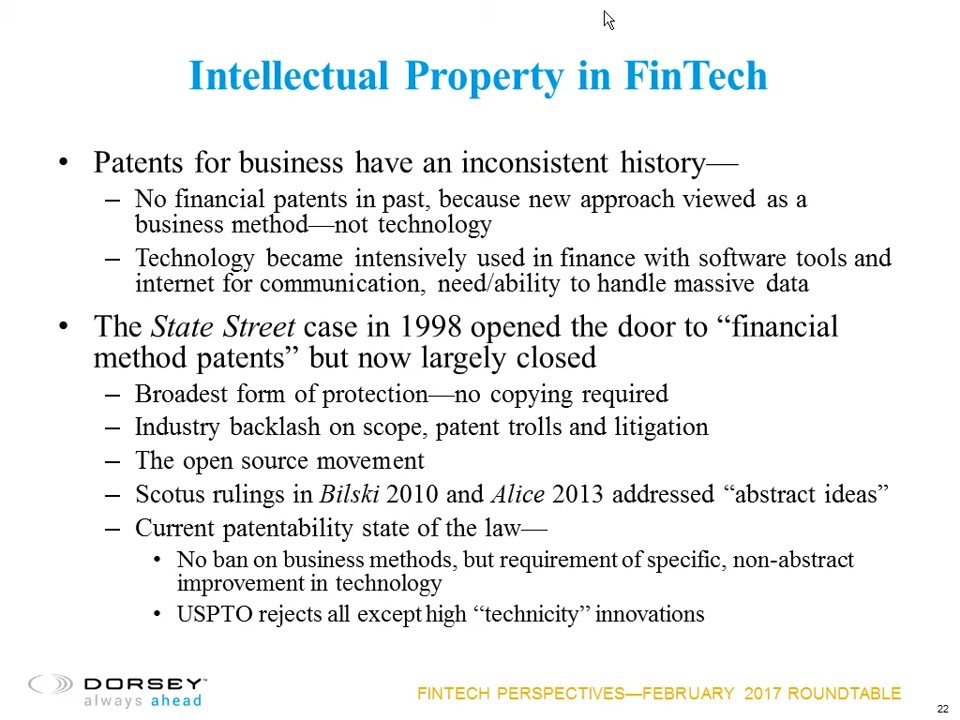 Intellectual Property in FinTech
• Patents for business have an inconsistent history—
– No financial patents in past, because new approach viewed as a
business method—not technology
– Technology became intensively used in finance with software tools and
internet for communication, need/ability to handle massive data
• The State Street case in 1998 opened the door to “financial
method patents” but now largely closed
– Broadest form of protection—no copying required
– Industry backlash on scope, patent trolls and litigation
– The open source movement
– Scotus rulings in Bilski 2010 and Alice 2013 addressed “abstract ideas”
– Current patentability state of the law—
• No ban on business methods, but requirement of specific, non-abstract
improvement in technology
• USPTO rejects all except high “technicity” innovations
DORSEY™
always ahead
FINTECH PERSPECTIVES—FEBRUARY 2017 ROUNDTABLE
22